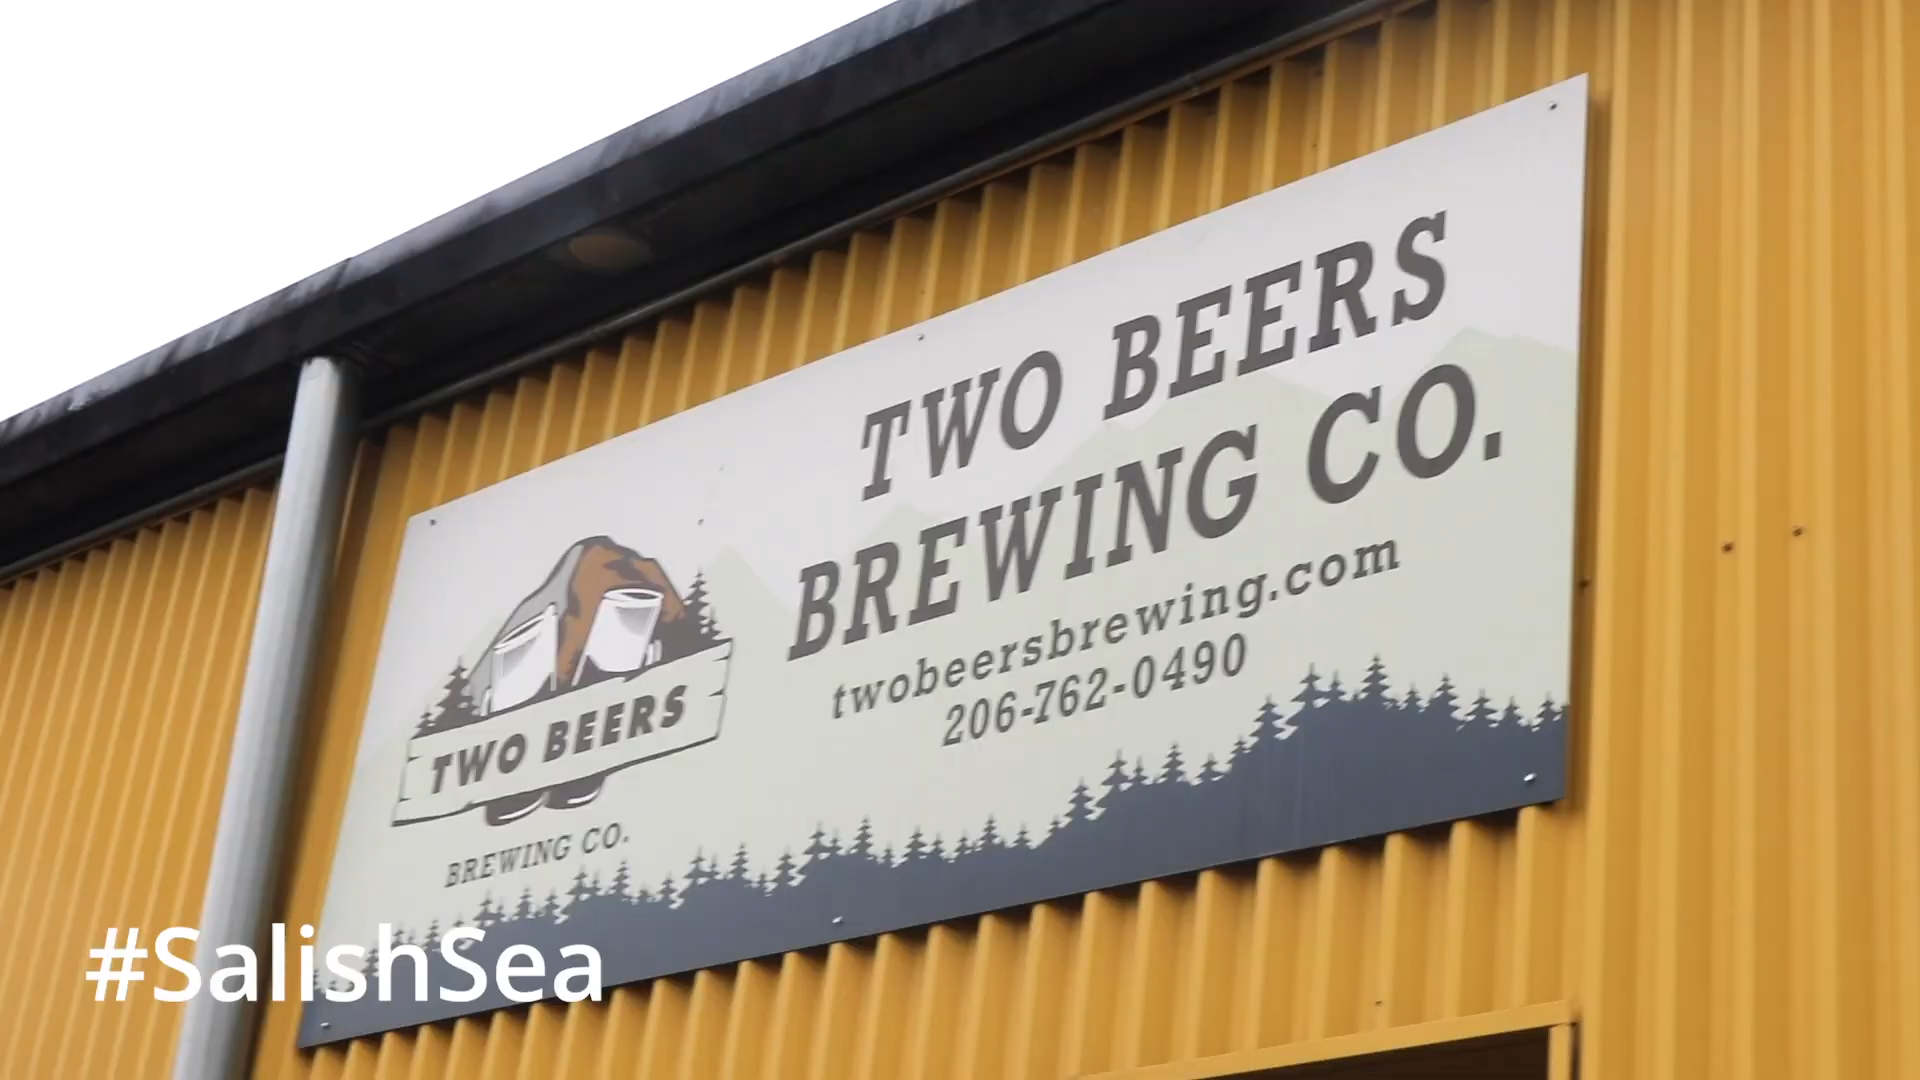 TWO BEERS
BREWING CO.
twobeersbrewing.com
206-762-0490
TWO BEERS
BREWING CO.
#SalishSea